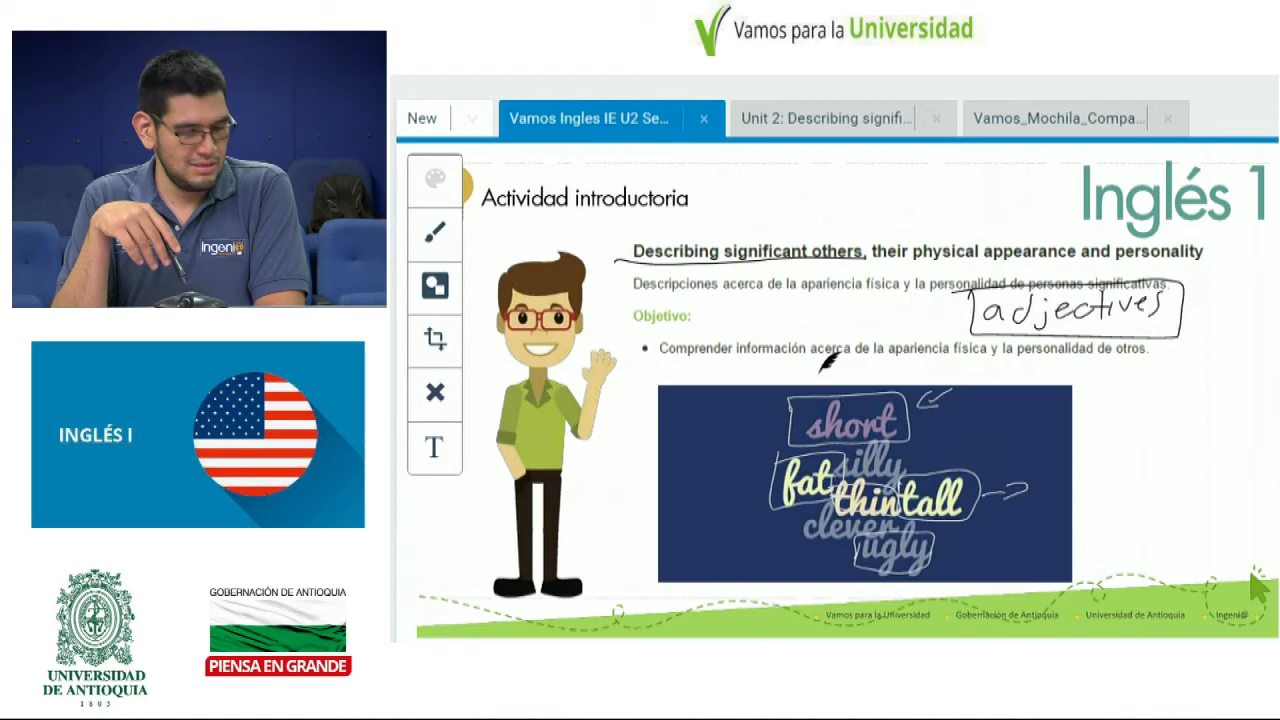 Vamos para la Universidad
New
Vamos Ingles IE U2 Se...
Unit 2: Describing signifi...
Vamos_Mochila_Compa...
Actividad introductoria
Inglés 1
Describing significant others, their physical appearance and personality
Descripciones acerca de la apariencia física y la personalidad de personas significativas.
adjectives
Objetivo:
Comprender información acerca de la apariencia física y la personalidad de otros.
short
silly
fat
thin
tall
clever
ugly
T
Ingeni@
INGLÉS I
UNIVERSIDAD
DE ANTIOQUIA
1803
GOBERNACIÓN DE ANTIOQUIA
PIENSA EN GRANDE
Vamos para la Universidad
Gobernación de Antioquia
Universidad de Antioquia
Ingeni@